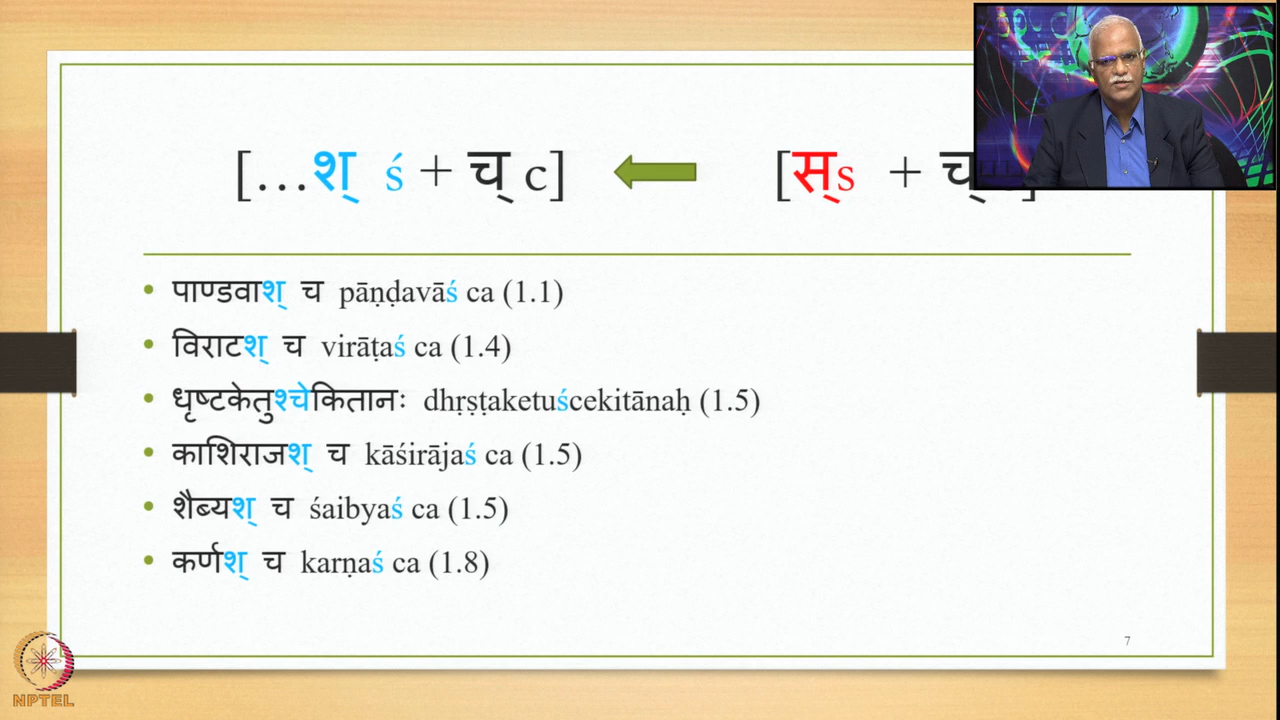 […श् ś + च् c] [स्s + च्
• पाण्डवाश् च pāṇḍavāś ca (1.1)
• विराटश् च virāṭaś ca (1.4)
• धृष्टकेतुश्चेकितानः dhṛṣṭaketuścekitānaḥ (1.5)
• काशिराजश् च kāśirājaś ca (1.5)
• शैब्यश् च śaibyaś ca (1.5)
• कर्णश् च karṇaś ca (1.8)
7
NPTEL